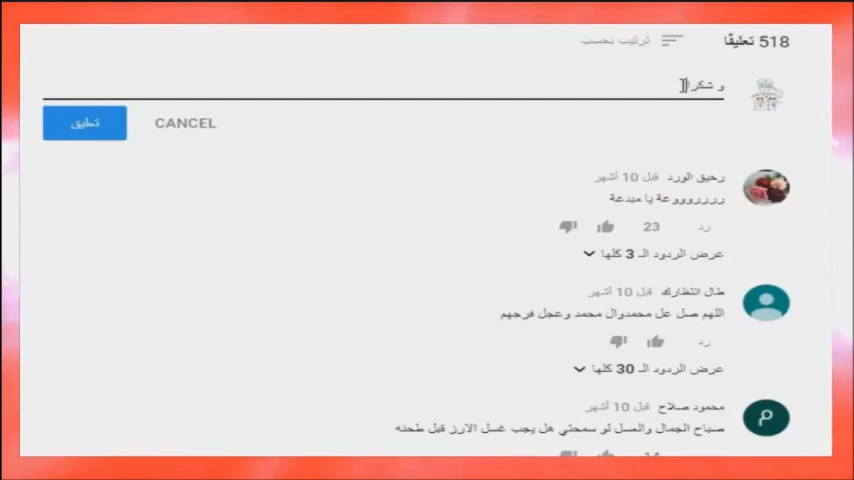 518 تعليقًا ترتيب بحسب
و شكرا
CANCEL تعليق
رحيق الورد قبل 10 أشهر
رررررووووعة يا مبدعة
رد 23
عرض الردود الـ 3 كلها
طال انتظارك قبل 10 أشهر
اللهم صل عل محمدوال محمد وعجل فرجهم
رد
عرض الردود الـ 30 كلها
محمود صلاح قبل 10 أشهر
م
صباح الجمال والعسل لو سمحتي هل يجب غسل الارز قبل طحنه